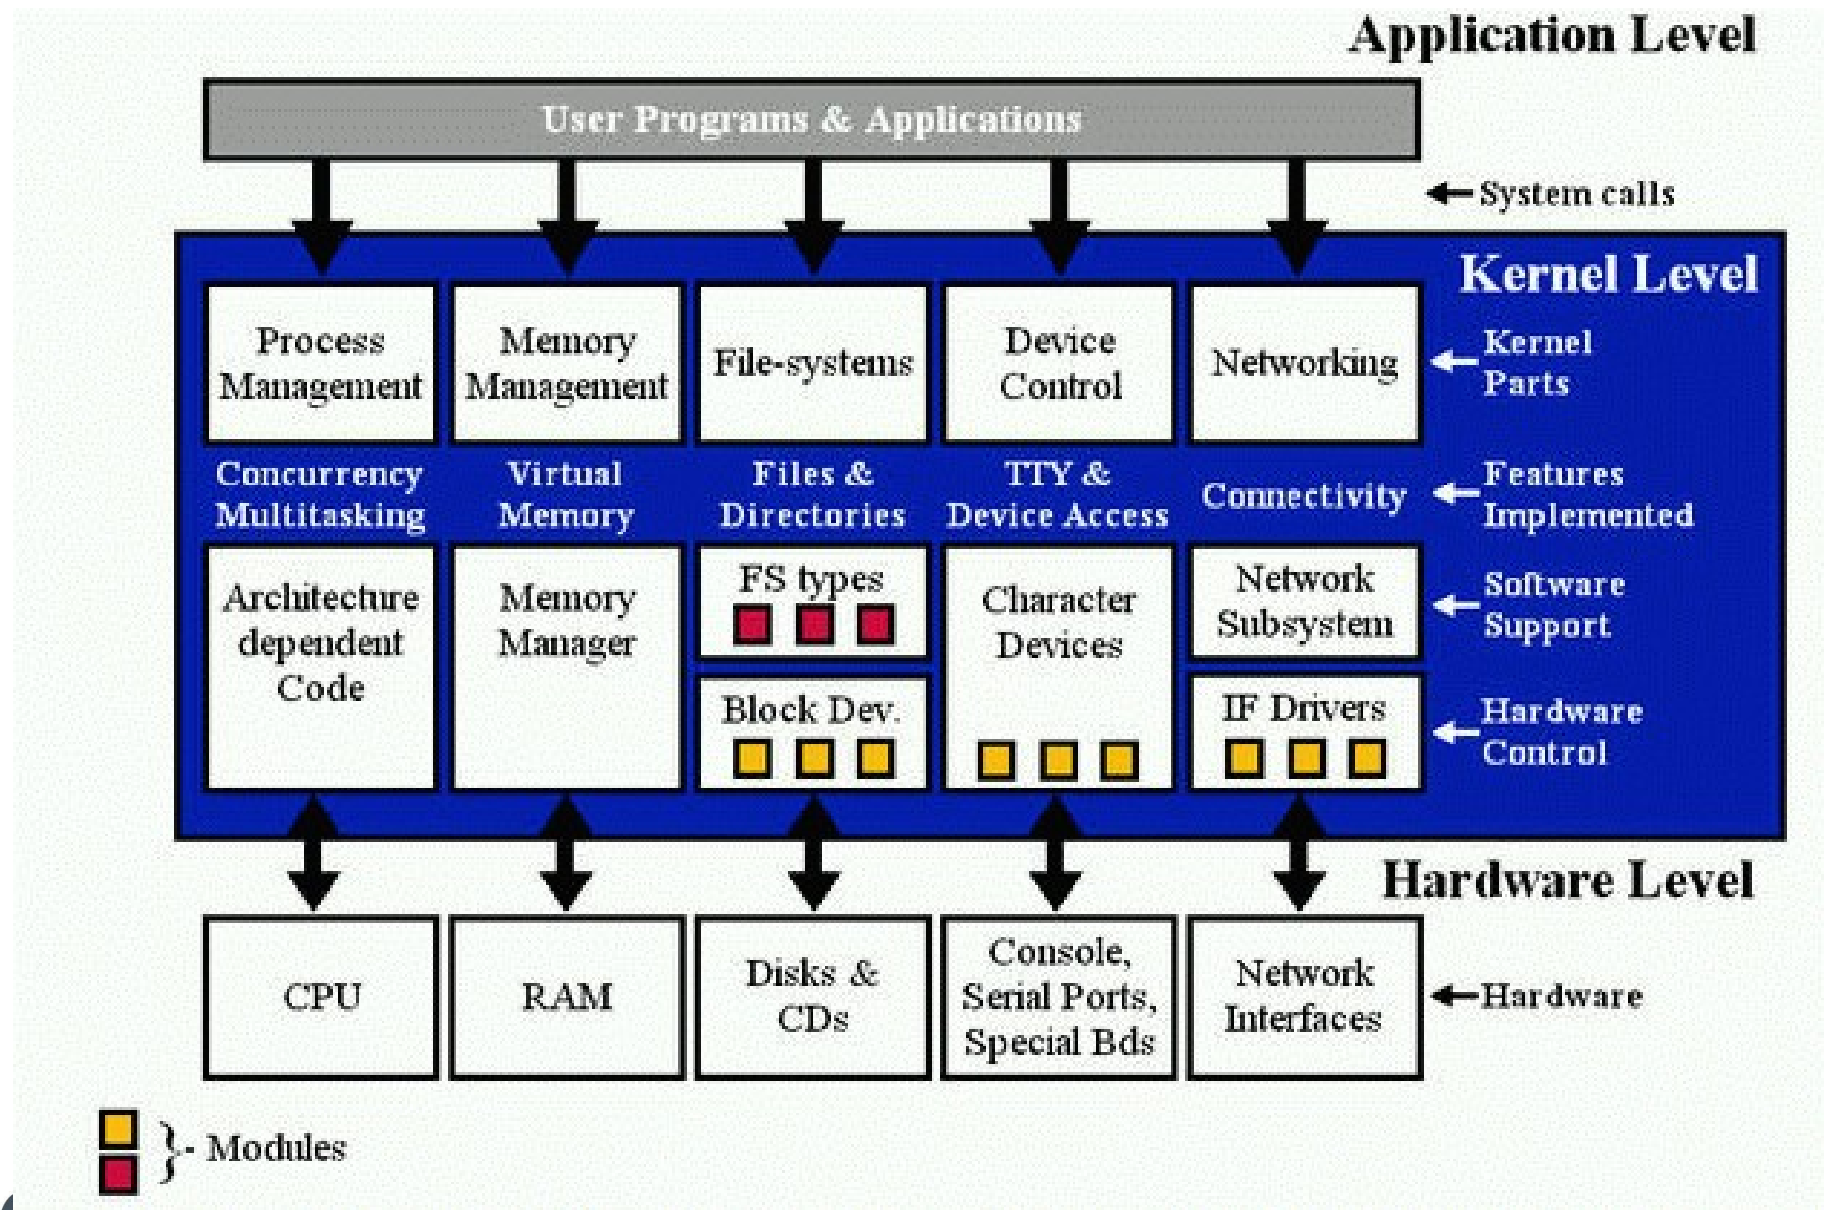 Application Level
User Programs & Applications
System calls
Kernel Level
Process
Management
Memory
Management
File-systems
Device
Control
Networking
Kernel
Parts
Concurrency
Multitasking
Virtual
Memory
Files &
Directories
TTY &
Device Access
Connectivity
Features
Implemented
Architecture
dependent
Code
Memory
Manager
FS types
Character
Devices
Network
Subsystem
Software
Support
Block Dev.
IF Drivers
Hardware
Control
Hardware Level
CPU
RAM
Disks &
CDs
Console,
Serial Ports,
Special Bds
Network
Interfaces
Hardware
}- Modules